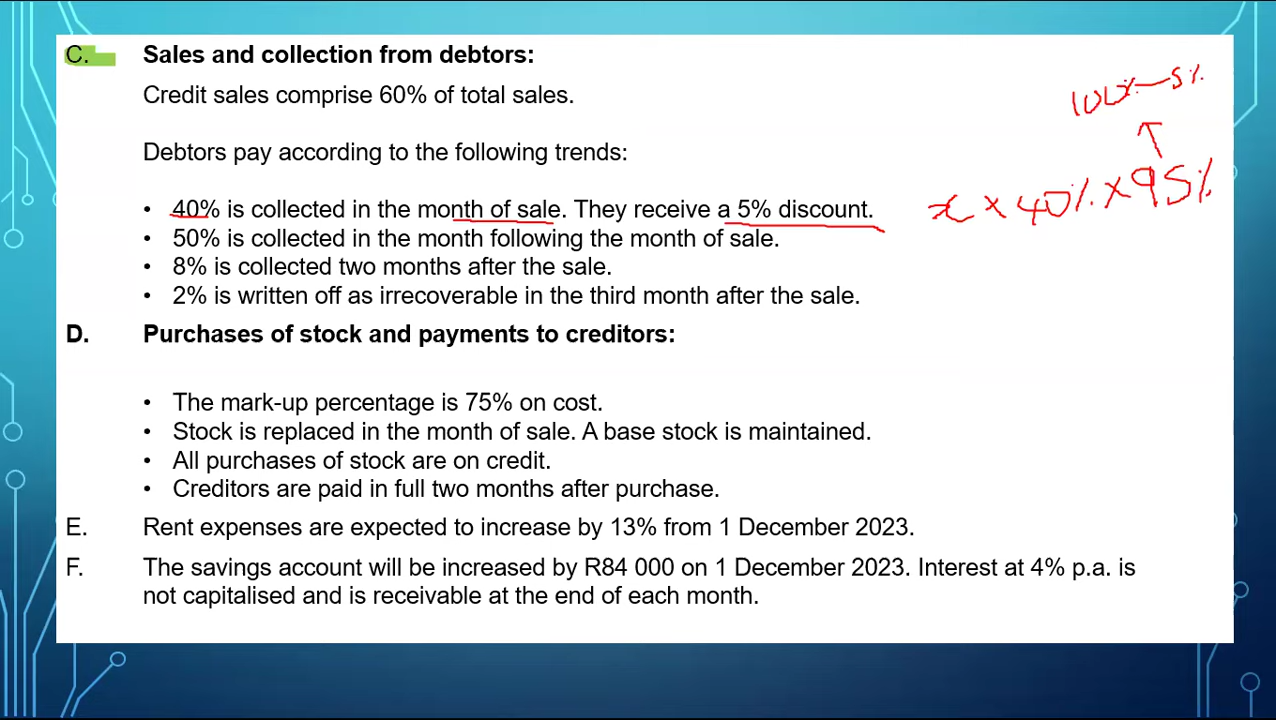 C. Sales and collection from debtors:
Credit sales comprise 60% of total sales.
100%-5%
Debtors pay according to the following trends:
• 40% is collected in the month of sale. They receive a 5% discount. x × 40% × 95%
• 50% is collected in the month following the month of sale.
• 8% is collected two months after the sale.
• 2% is written off as irrecoverable in the third month after the sale.
D. Purchases of stock and payments to creditors:
• The mark-up percentage is 75% on cost.
• Stock is replaced in the month of sale. A base stock is maintained.
• All purchases of stock are on credit.
• Creditors are paid in full two months after purchase.
E. Rent expenses are expected to increase by 13% from 1 December 2023.
F. The savings account will be increased by R84 000 on 1 December 2023. Interest at 4% p.a. is
not capitalised and is receivable at the end of each month.